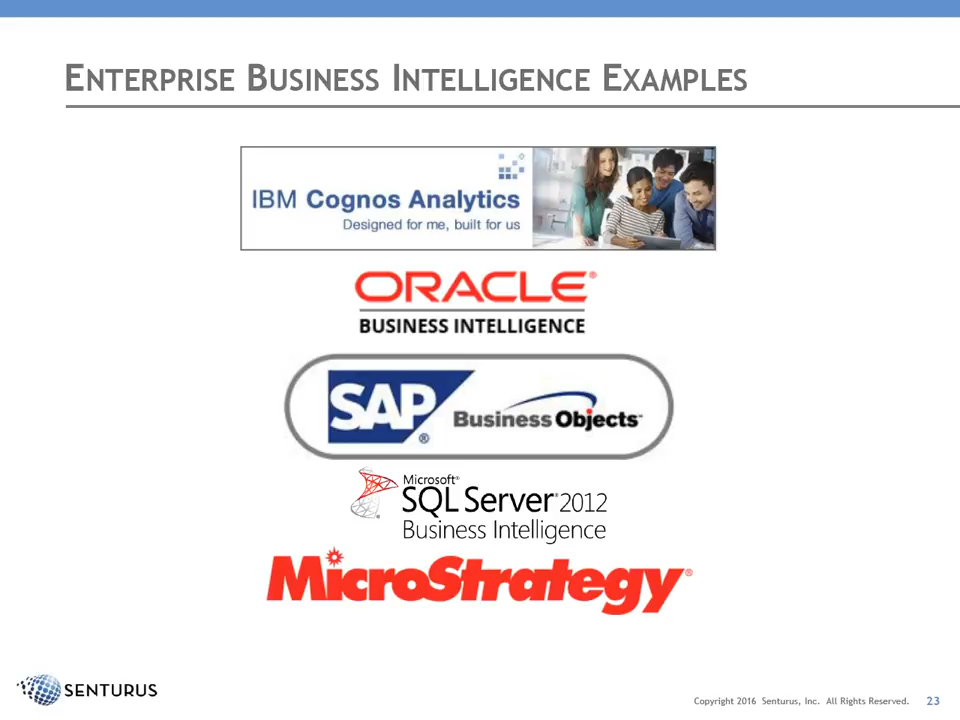 ENTERPRISE BUSINESS INTELLIGENCE EXAMPLES
IBM Cognos Analytics
Designed for me, built for us
ORACLE®
BUSINESS INTELLIGENCE
SAP® Business Objects™
Microsoft®
SQL Server® 2012
Business Intelligence
MicroStrategy®
SENTURUS
Copyright 2016 Senturus, Inc. All Rights Reserved. 23